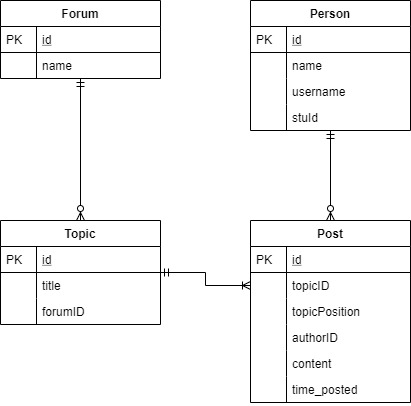 Forum
PK id
name
Person
PK id
name
username
stuId
Topic
PK id
title
forumID
Post
PK id
topicID
topicPosition
authorID
content
time_posted